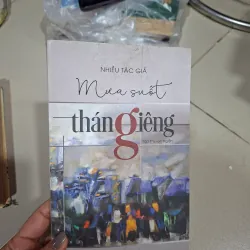 NHIỀU TÁC GIẢ
Mưa suốt
tháng giêng